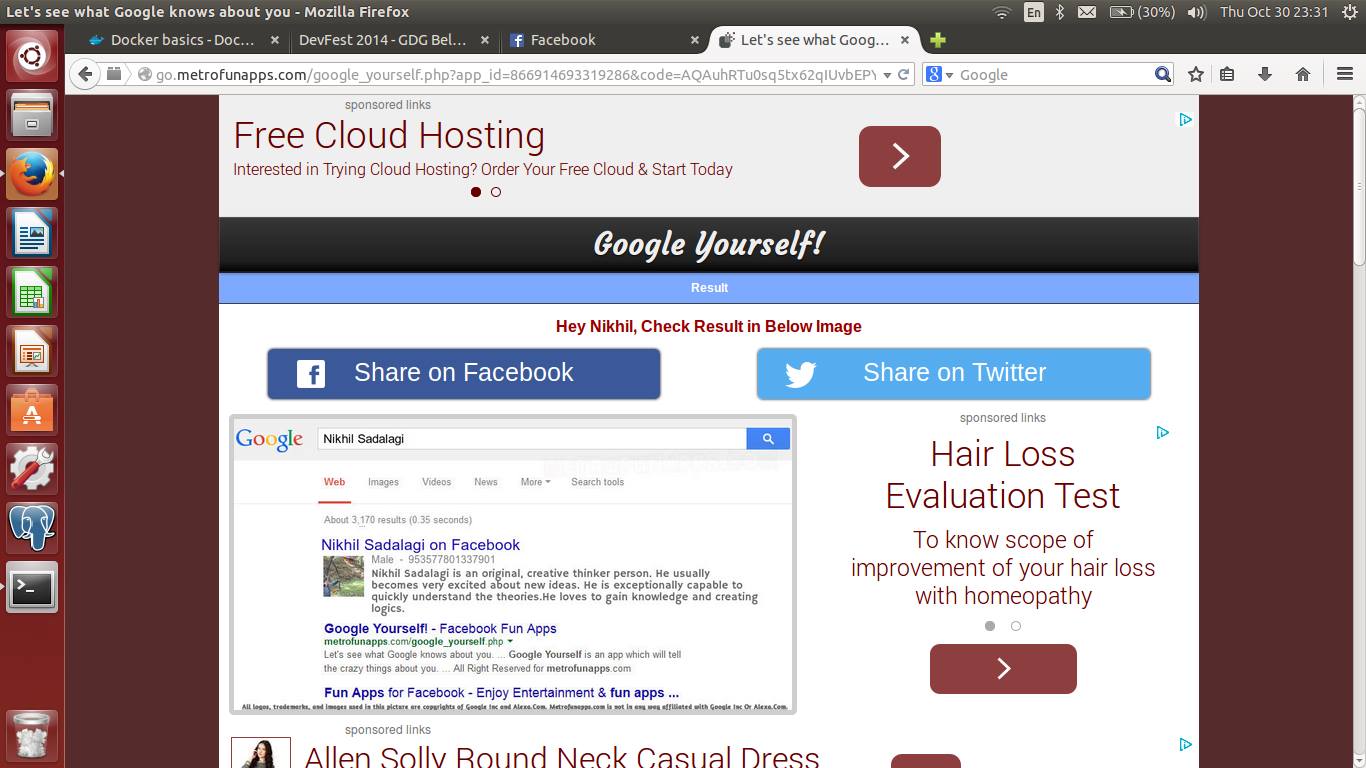 Let's see what Google knows about you - Mozilla Firefox
En
(30%)
Thu Oct 30 23:31
Docker basics - Doc...
DevFest 2014 - GDG Bel...
Facebook
Let's see what Goog...
go.metrofunapps.com/google_yourself.php?app_id=866914693319286&code=AQAuhRTu0sq5tx62qIUvbEPY
Google
sponsored links
Free Cloud Hosting
Interested in Trying Cloud Hosting? Order Your Free Cloud & Start Today
Google Yourself!
Result
Hey Nikhil, Check Result in Below Image
Share on Facebook
Share on Twitter
Google
Nikhil Sadalagi
Web
Images
Videos
News
More
Search tools
About 3,170 results (0.35 seconds)
Nikhil Sadalagi on Facebook
Male - 953577801337901
Nikhil Sadalagi is an original, creative thinker person. He usually
becomes very excited about new ideas. He is exceptionally capable to
quickly understand the theories.He loves to gain knowledge and creating
logics.
Google Yourself! - Facebook Fun Apps
metrofunapps.com/google_yourself.php
Let's see what Google knows about you. ... Google Yourself is an app which will tell
the crazy things about you. ... All Right Reserved for metrofunapps.com
Fun Apps for Facebook - Enjoy Entertainment & fun apps ...
All logos, trademarks, and images used in this picture are copyrights of Google Inc and Alexa.Com. Metrofunapps.com is not in any way affiliated with Google Inc Or Alexa.Com.
sponsored links
Hair Loss
Evaluation Test
To know scope of
improvement of your hair loss
with homeopathy
sponsored links
Allen Solly Round Neck Casual Dress